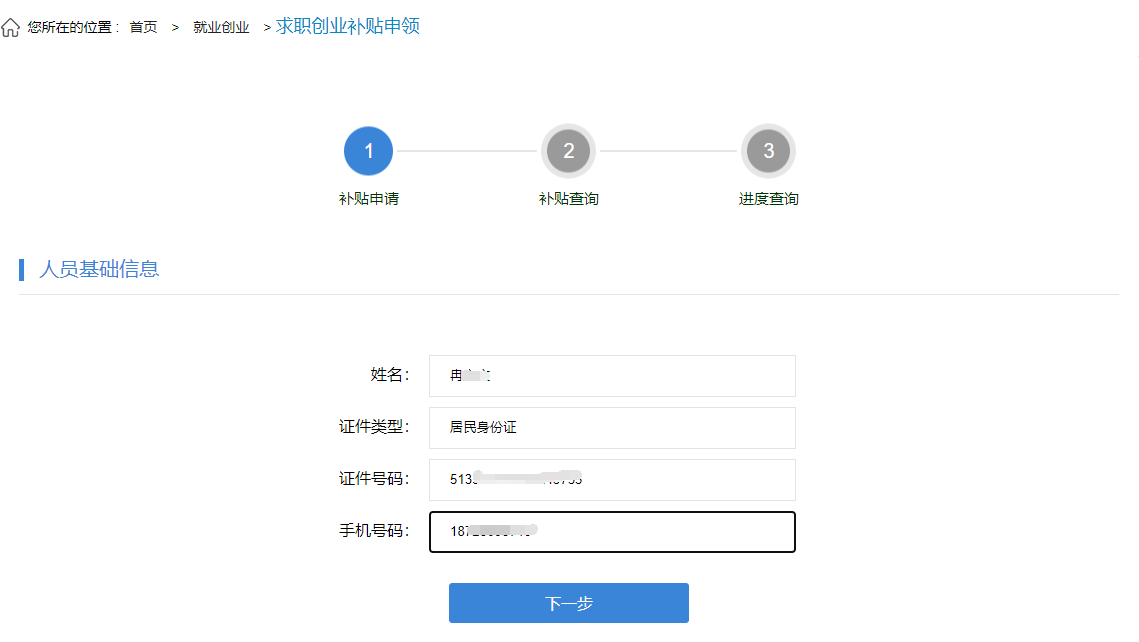 您所在的位置： 首页 > 就业创业 > 求职创业补贴申领
1 2 3
补贴申请 补贴查询 进度查询
人员基础信息
姓名： 冉
证件类型： 居民身份证
证件号码： 513
手机号码： 187
下一步